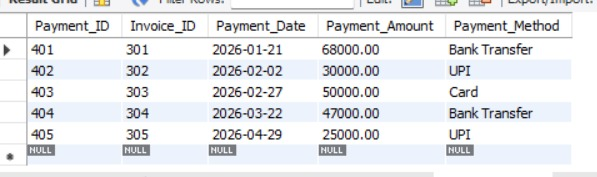 Result Grid Filter Rows: Edit: Export/Import:
Payment_ID Invoice_ID Payment_Date Payment_Amount Payment_Method
401 301 2026-01-21 68000.00 Bank Transfer
402 302 2026-02-02 30000.00 UPI
403 303 2026-02-27 50000.00 Card
404 304 2026-03-22 47000.00 Bank Transfer
405 305 2026-04-29 25000.00 UPI
NULL NULL NULL NULL NULL